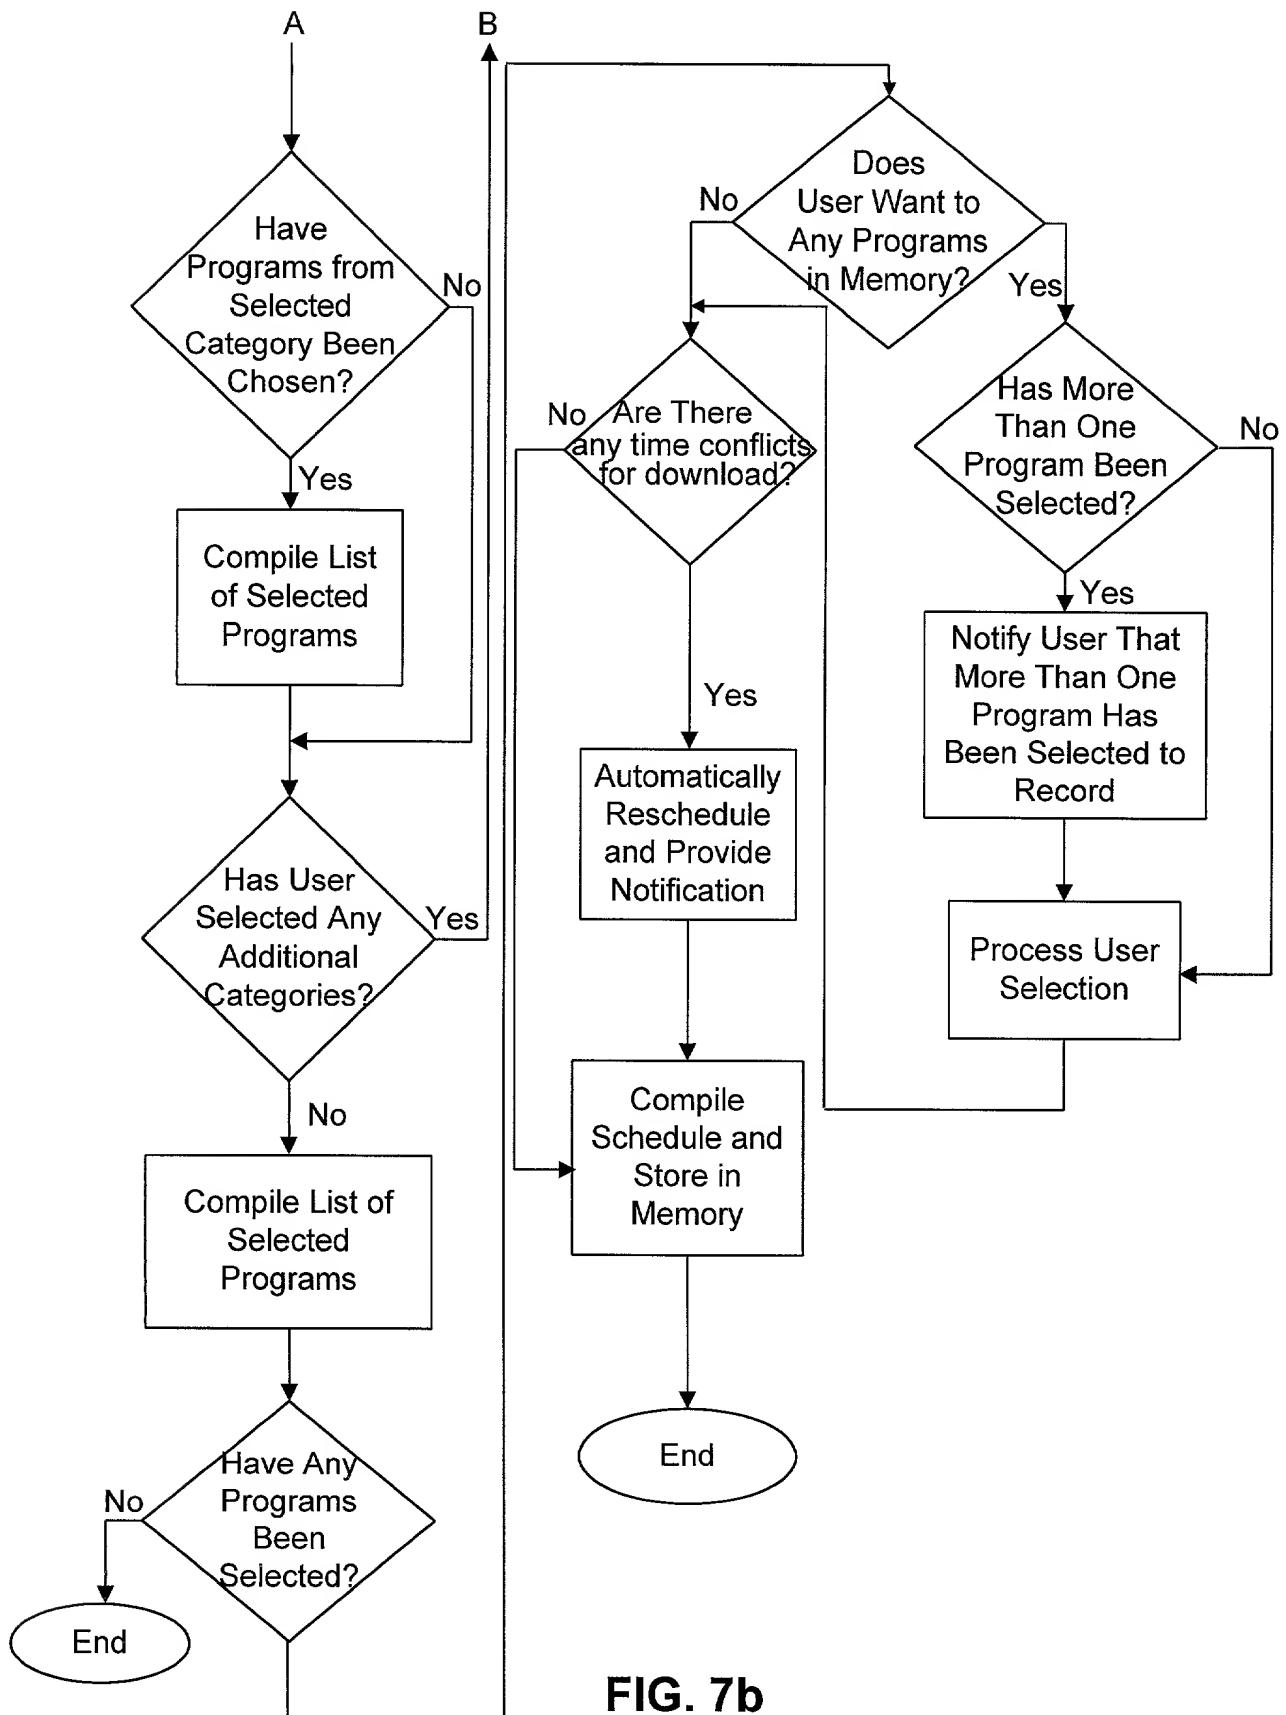 A
Have
Programs from
Selected
Category Been
Chosen?
No
Yes
Compile List
of Selected
Programs
Has User
Selected Any
Additional
Categories?
Yes
No
Compile List of
Selected
Programs
Have Any
Programs
Been
Selected?
No
End
B
Does
User Want to
Any Programs
in Memory?
No
Yes
Are There
any time conflicts
for download?
No
Yes
Automatically
Reschedule
and Provide
Notification
Compile
Schedule and
Store in
Memory
End
Has More
Than One
Program Been
Selected?
No
Yes
Notify User That
More Than One
Program Has
Been Selected to
Record
Process User
Selection
FIG. 7b